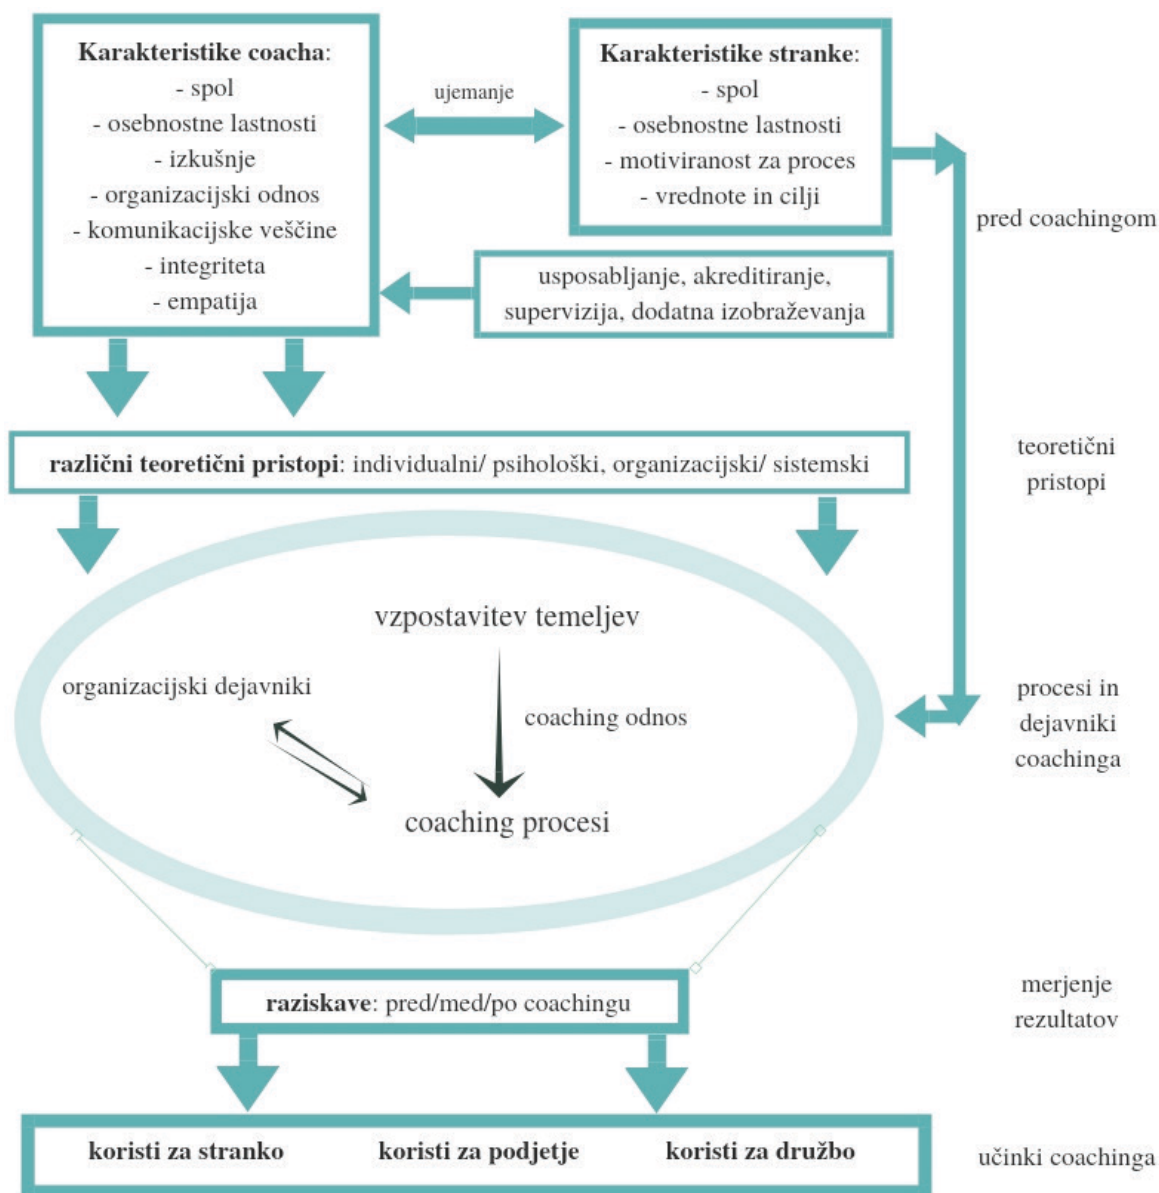 Karakteristike coacha:
- spol
- osebnostne lastnosti
- izkušnje
- organizacijski odnos
- komunikacijske veščine
- integriteta
- empatija
ujemanje
Karakteristike stranke:
- spol
- osebnostne lastnosti
- motiviranost za proces
- vrednote in cilji
pred coachingom
usposabljanje, akreditiranje,
supervizija, dodatna izobraževanja
različni teoretični pristopi: individualni/ psihološki, organizacijski/ sistemski
teoretični
pristopi
vzpostavitev temeljev
organizacijski dejavniki
coaching odnos
coaching procesi
procesi in
dejavniki
coachinga
raziskave: pred/med/po coachingu
merjenje
rezultatov
koristi za stranko
koristi za podjetje
koristi za družbo
učinki coachinga